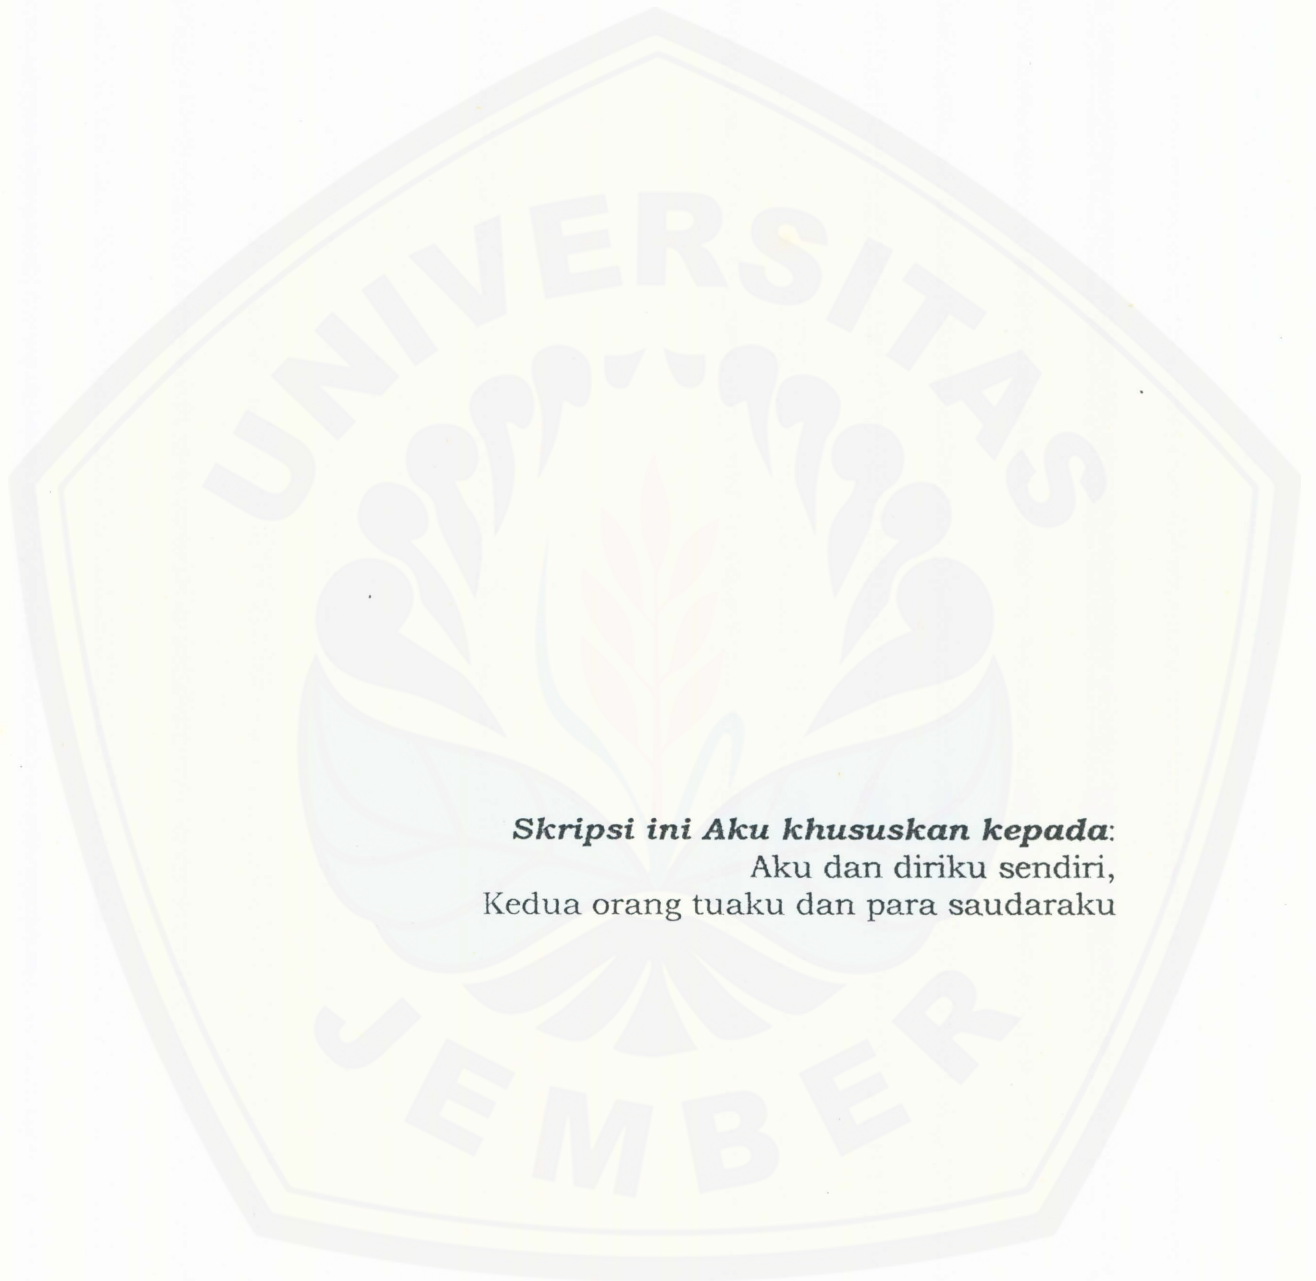 UNIVERSITAS
Skripsi ini Aku khususkan kepada:
Aku dan diriku sendiri,
Kedua orang tuaku dan para saudaraku
JEMBER